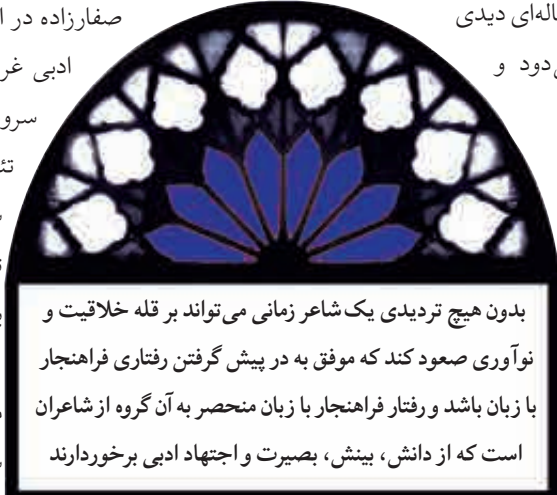 صفارزاده در ا
ادبی غر
سرو
اله‌ای دیدی
دود و
بدون هیچ تردیدی یک شاعر زمانی می‌تواند بر قله خلاقیت و
نوآوری صعود کند که موفق به در پیش گرفتن رفتاری فراهنجار
با زبان باشد و رفتار فراهنجار با زبان منحصر به آن گروه از شاعران
است که از دانش، بینش، بصیرت و اجتهاد ادبی برخوردارند